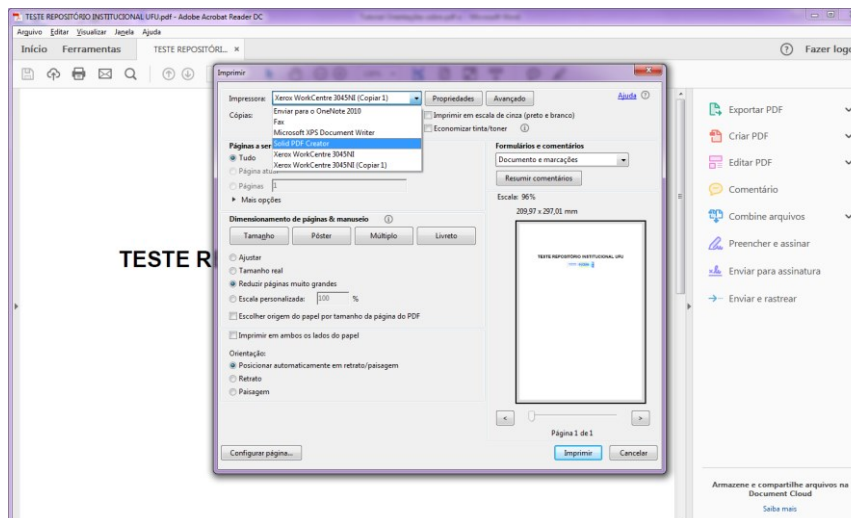 TESTE REPOSITÓRIO INSTITUCIONAL UFU.pdf - Adobe Acrobat Reader DC
Arquivo Editar Visualizar Janela Ajuda
Início Ferramentas TESTE REPOSITÓRI... × Fazer logo
Imprimir
Impressora: Xerox WorkCentre 3045NI (Copiar 1) Propriedades Avançado Ajuda
Cópias: Enviar para o OneNote 2010 Imprimir em escala de cinza (preto e branco)
Fax Economizar tinta/toner
Microsoft XPS Document Writer
Solid PDF Creator
Xerox WorkCentre 3045NI
Xerox WorkCentre 3045NI (Copiar 1)
Páginas a ser
Tudo
Página atu
Páginas 1
Mais opções
Formulários e comentários
Documento e marcações
Resumir comentários
Escala: 96%
209,97 x 297,01 mm
Dimensionamento de páginas & manuseio
Tamanho Pôster Múltiplo Livreto
Ajustar
Tamanho real
Reduzir páginas muito grandes
Escala personalizada: 100 %
Escolher origem do papel por tamanho da página do PDF
Imprimir em ambos os lados do papel
Orientação:
Posicionar automaticamente em retrato/paisagem
Retrato
Paisagem
TESTE REPOSITÓRIO INSTITUCIONAL UFU
< >
Página 1 de 1
Configurar página... Imprimir Cancelar
TESTE R
Exportar PDF
Criar PDF
Editar PDF
Comentário
Combine arquivos
Preencher e assinar
Enviar para assinatura
Enviar e rastrear
Armazene e compartilhe arquivos na
Document Cloud
Saiba mais